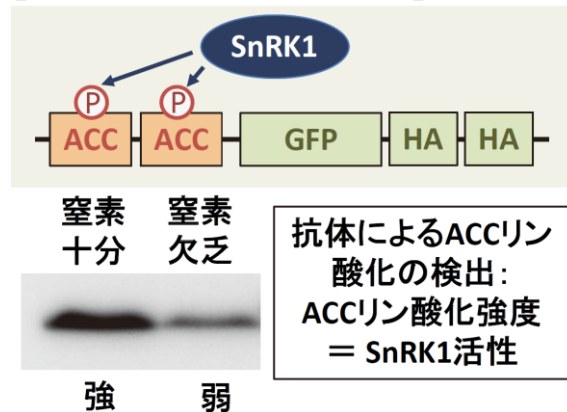 SnRK1
P P
ACC ACC GFP HA HA
窒素 窒素
十分 欠乏
強 弱
抗体によるACCリン
酸化の検出:
ACCリン酸化強度
= SnRK1活性